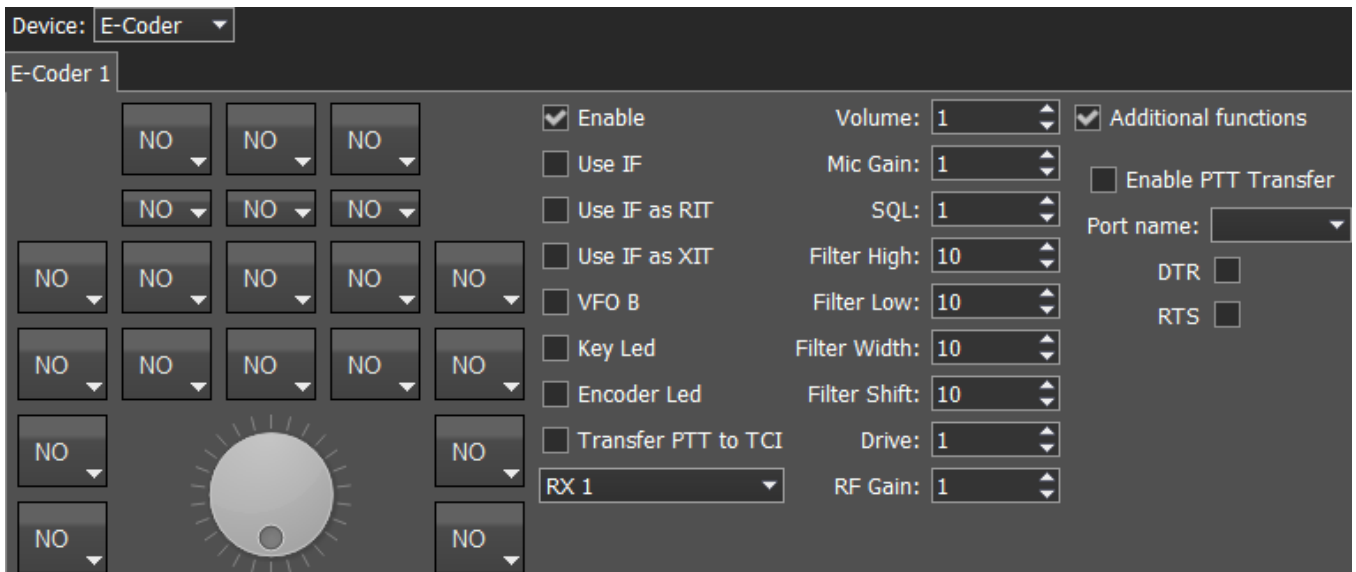 Device: E-Coder
E-Coder 1
NO NO NO
NO NO NO
NO NO NO NO NO
NO NO NO NO NO
NO NO
NO NO
Enable
Use IF
Use IF as RIT
Use IF as XIT
VFO B
Key Led
Encoder Led
Transfer PTT to TCI
RX 1
Volume: 1
Mic Gain: 1
SQL: 1
Filter High: 10
Filter Low: 10
Filter Width: 10
Filter Shift: 10
Drive: 1
RF Gain: 1
Additional functions
Enable PTT Transfer
Port name:
DTR
RTS